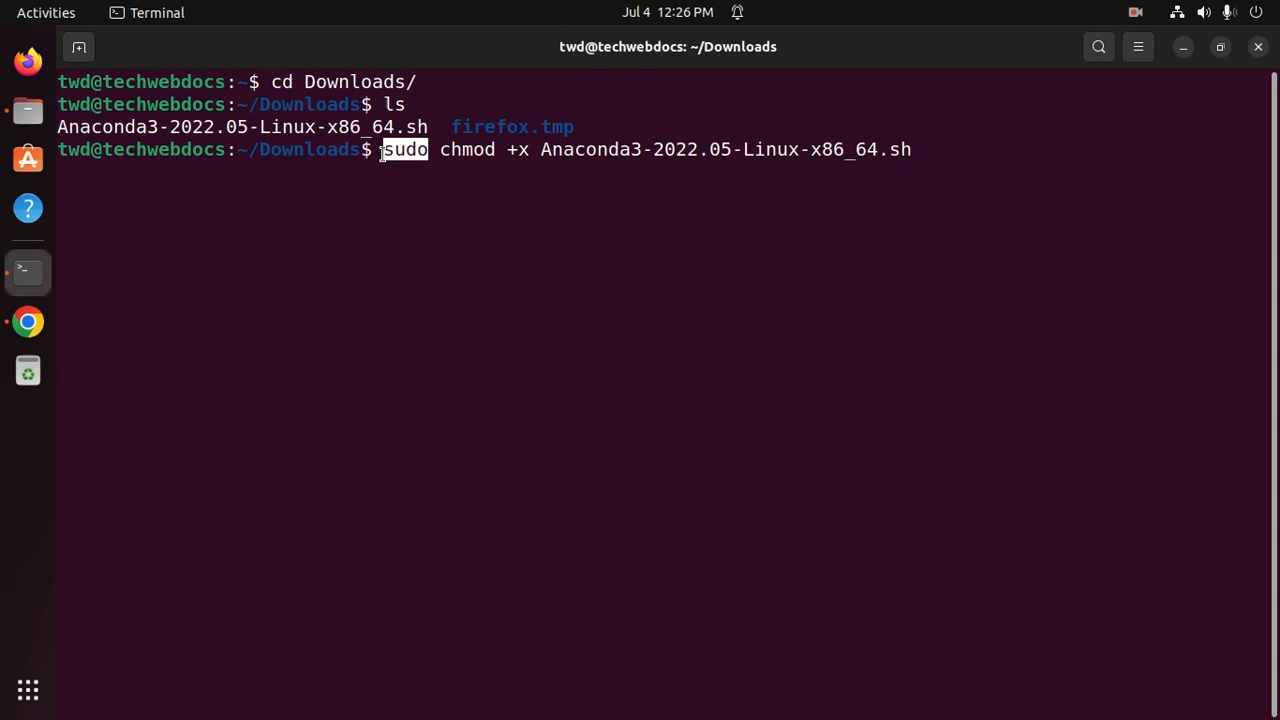 Activities Terminal Jul 4 12:26 PM
twd@techwebdocs: ~/Downloads
twd@techwebdocs:~$ cd Downloads/
twd@techwebdocs:~/Downloads$ ls
Anaconda3-2022.05-Linux-x86_64.sh firefox.tmp
twd@techwebdocs:~/Downloads$ sudo chmod +x Anaconda3-2022.05-Linux-x86_64.sh